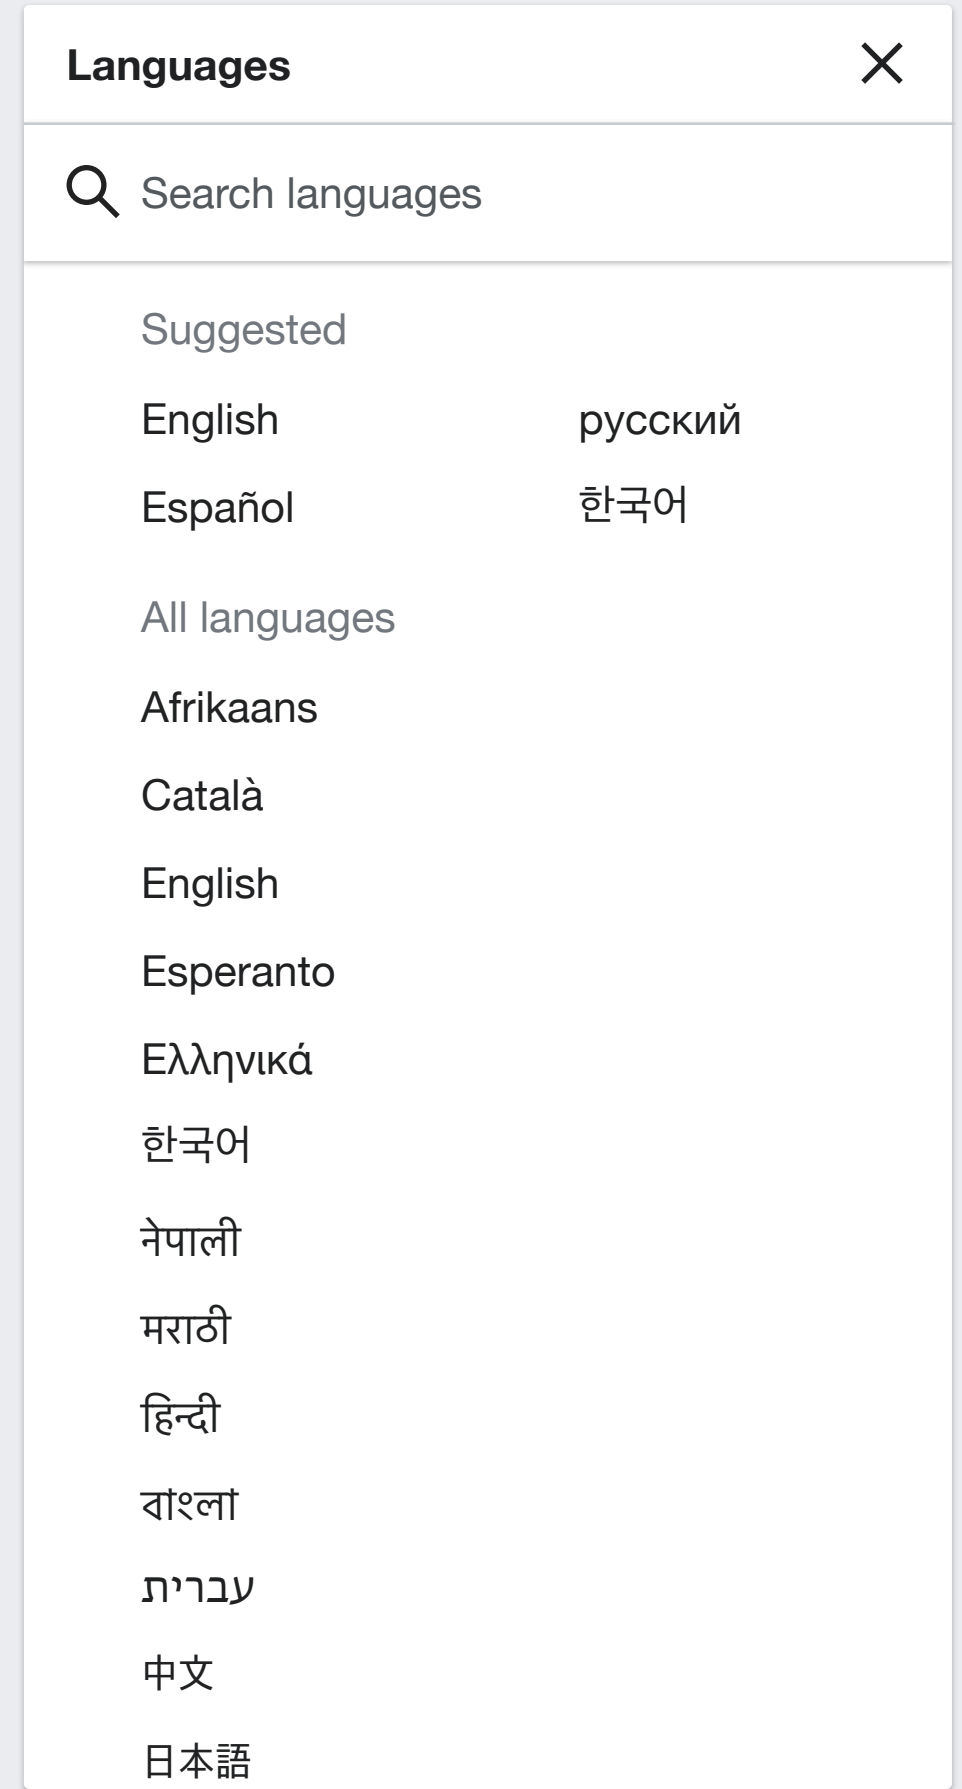 Languages
Search languages
Suggested
English русский
Español 한국어
All languages
Afrikaans
Català
English
Esperanto
Ελληνικά
한국어
नेपाली
मराठी
हिन्दी
বাংলা
עברית
中文
日本語